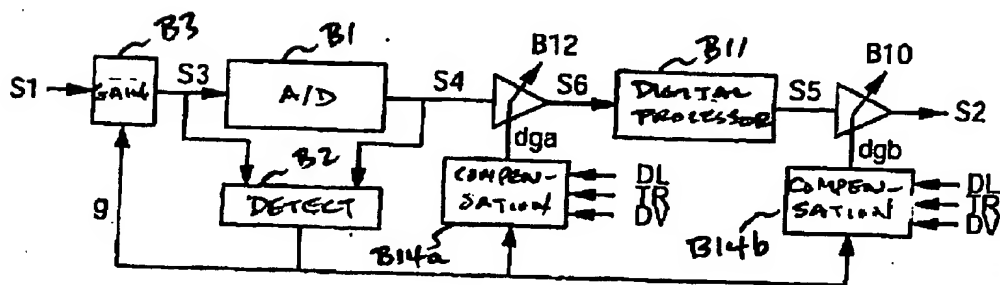 B3
B1
B12
B11
B10
S1
GAIN
S3
A/D
S4
S6
DIGITAL
PROCESSOR
S5
S2
dga
dgb
B2
DETECT
g
COMPEN-
SATION
DL
TR
DV
B14a
COMPEN-
SATION
DL
TR
DV
B14b